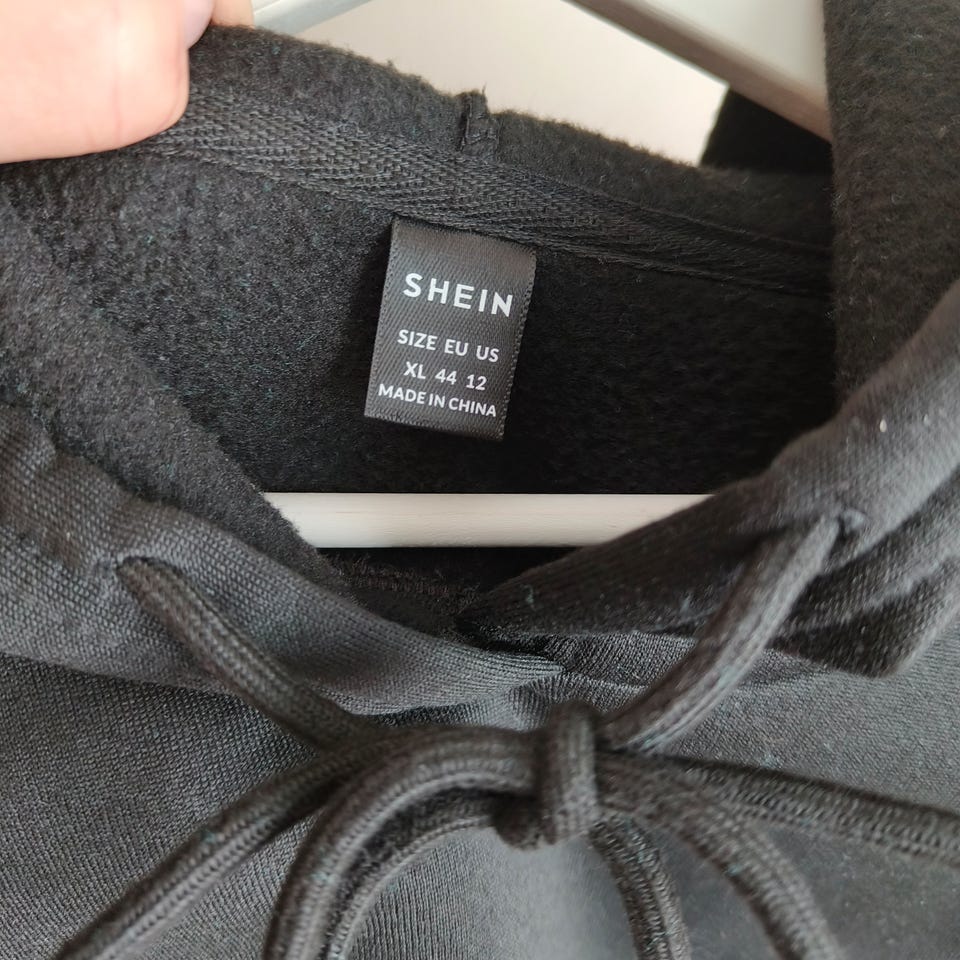 SHEIN
SIZE EU US
XL 44 12
MADE IN CHINA